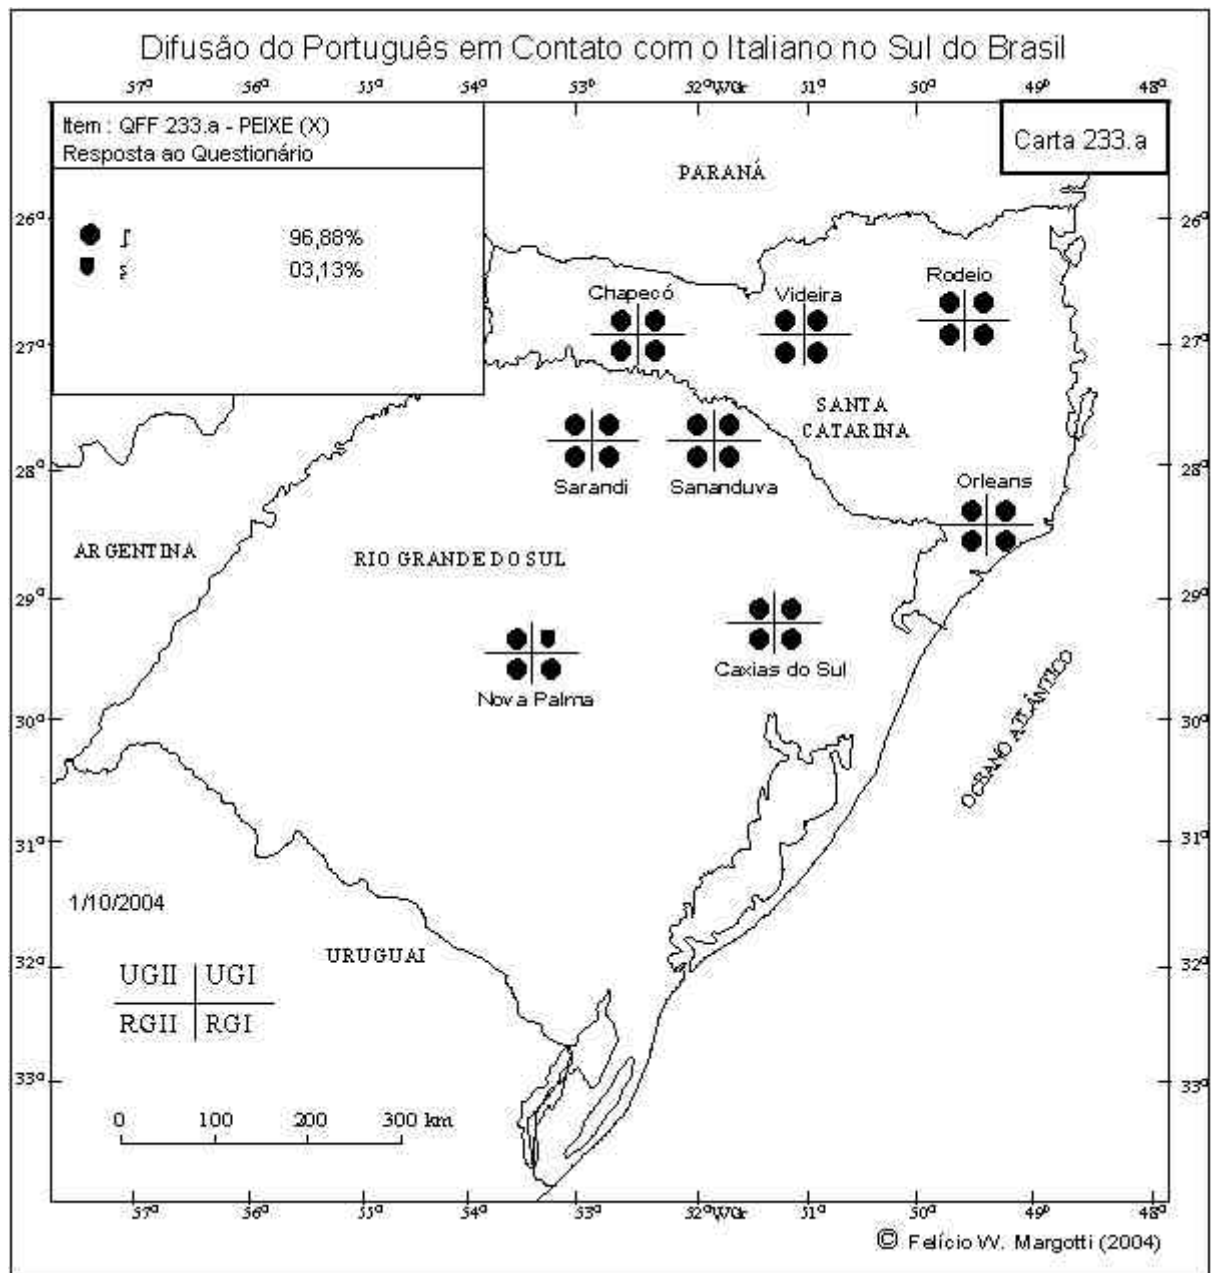 Difusão do Português em Contato com o Italiano no Sul do Brasil
57º 56º 55º 54º 53º 52ºWGr 51º 50º 49º 48º
Item : QFF 233.a - PEIXE (X)
Resposta ao Questionário
Carta 233.a
PARANÁ
ʃ 96,88%
03,13%
26º 26º
Rodeio
Chapecó Videira
27º 27º
SANTA
CATARINA
28º 28º
Sarandi Sananduva Orleans
ARGENTINA
RIO GRANDE DO SUL
29º 29º
Caxias do Sul
Nova Palma
OCEANO ATLÂNTICO
30º 30º
31º 31º
1/10/2004
URUGUAI
32º 32º
UGII UGI
RGII RGI
33º 33º
0 100 200 300 km
57º 56º 55º 54º 53º 52ºWGr 51º 50º 49º 48º
© Felício W. Margotti (2004)